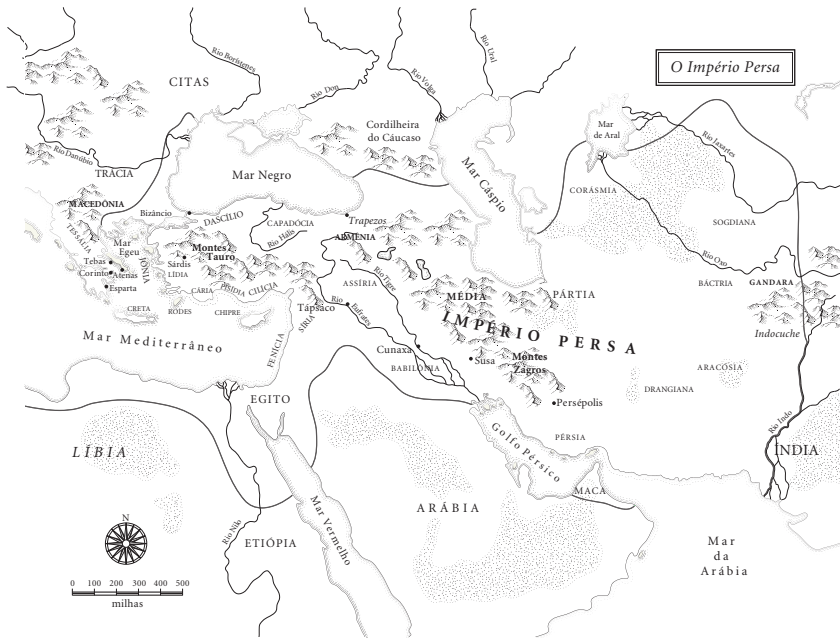 O Império Persa
Rio Ural
Rio Borístenes
Rio Volga
CITAS
Rio Don
Cordilheira
do Cáucaso
Mar
de Aral
Rio Iaxartes
Rio Danúbio
TRÁCIA
Mar Negro
Mar Cáspio
CORÁSMIA
MACEDÔNIA
Bizâncio
DASCÍLIO
CAPADÓCIA
Trapezos
SOGDIANA
TESSÁLIA
Mar
Egeu
JÔNIA
Montes
Tauro
Rio Hális
ARMÊNIA
Rio Oxo
Tebas
Sárdis
LÍDIA
Corinto
Atenas
Esparta
CÁRIA
PISÍDIA
CILÍCIA
ASSÍRIA
Rio Tigre
MÉDIA
PÁRTIA
BÁCTRIA
GANDARA
CRETA
RODES
CHIPRE
Tápsaco
SÍRIA
Rio Eufrates
IMPÉRIO PERSA
Indocuche
Mar Mediterrâneo
FENÍCIA
Cunaxa
BABILÔNIA
Susa
Montes
Zagros
ARACÓSIA
DRANGIANA
EGITO
Persépolis
Rio Indo
PÉRSIA
Golfo Pérsico
ÍNDIA
LÍBIA
MACA
ARÁBIA
Mar Vermelho
N
Rio Nilo
ETIÓPIA
Mar
da
Arábia
0 100 200 300 400 500
milhas